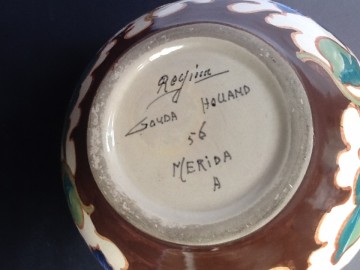 Regina
GOUDA HOLLAND
56
MERIDA
A